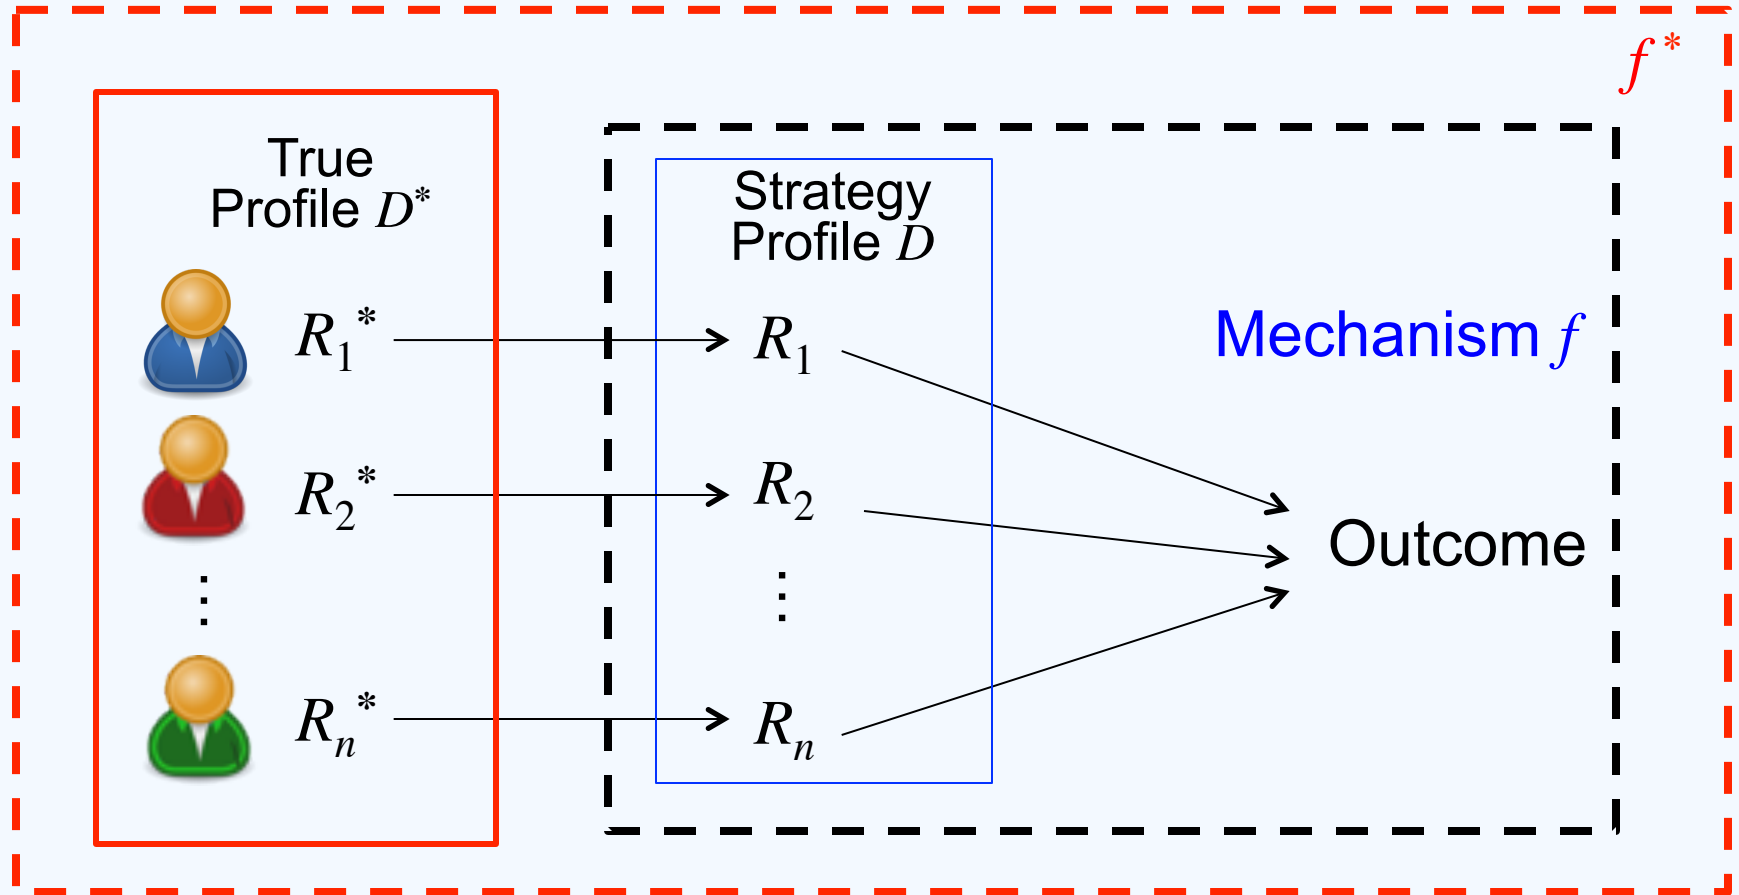 f*
True
Profile D*
Strategy
Profile D
R₁*
R₁
Mechanism f
R₂*
R₂
Outcome
⋮
⋮
Rₙ*
Rₙ